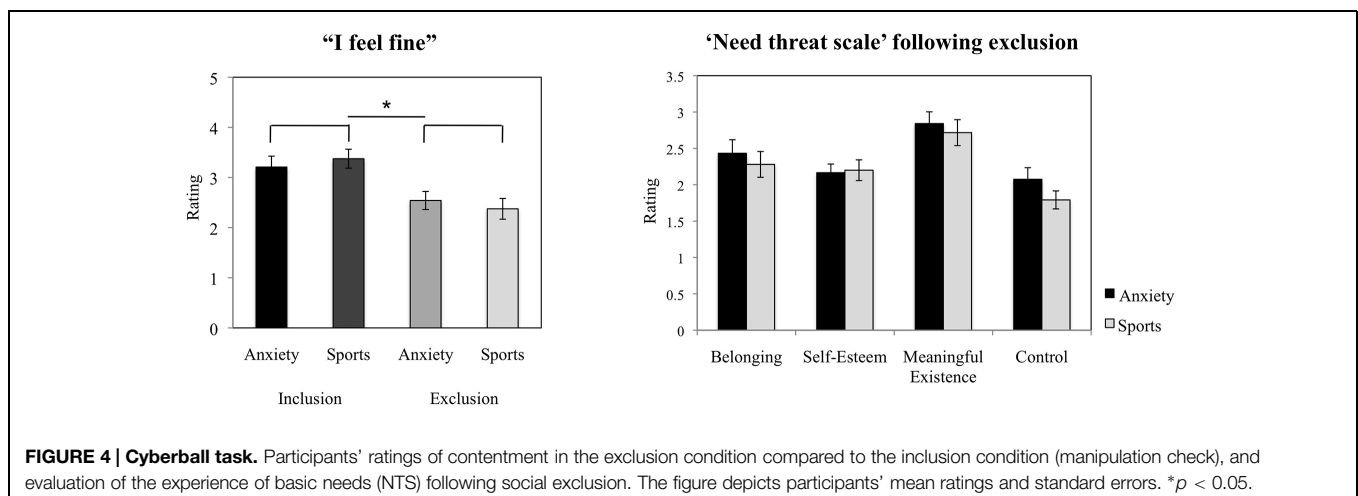 “I feel fine”
5
4
3
2
1
0
Rating
*
Anxiety Sports Anxiety Sports
Inclusion Exclusion
‘Need threat scale’ following exclusion
3.5
3
2.5
2
1.5
1
0.5
0
Rating
Belonging Self-Esteem Meaningful Control
Existence
Anxiety
Sports
FIGURE 4 | Cyberball task. Participants’ ratings of contentment in the exclusion condition compared to the inclusion condition (manipulation check), and
evaluation of the experience of basic needs (NTS) following social exclusion. The figure depicts participants’ mean ratings and standard errors. *p < 0.05.